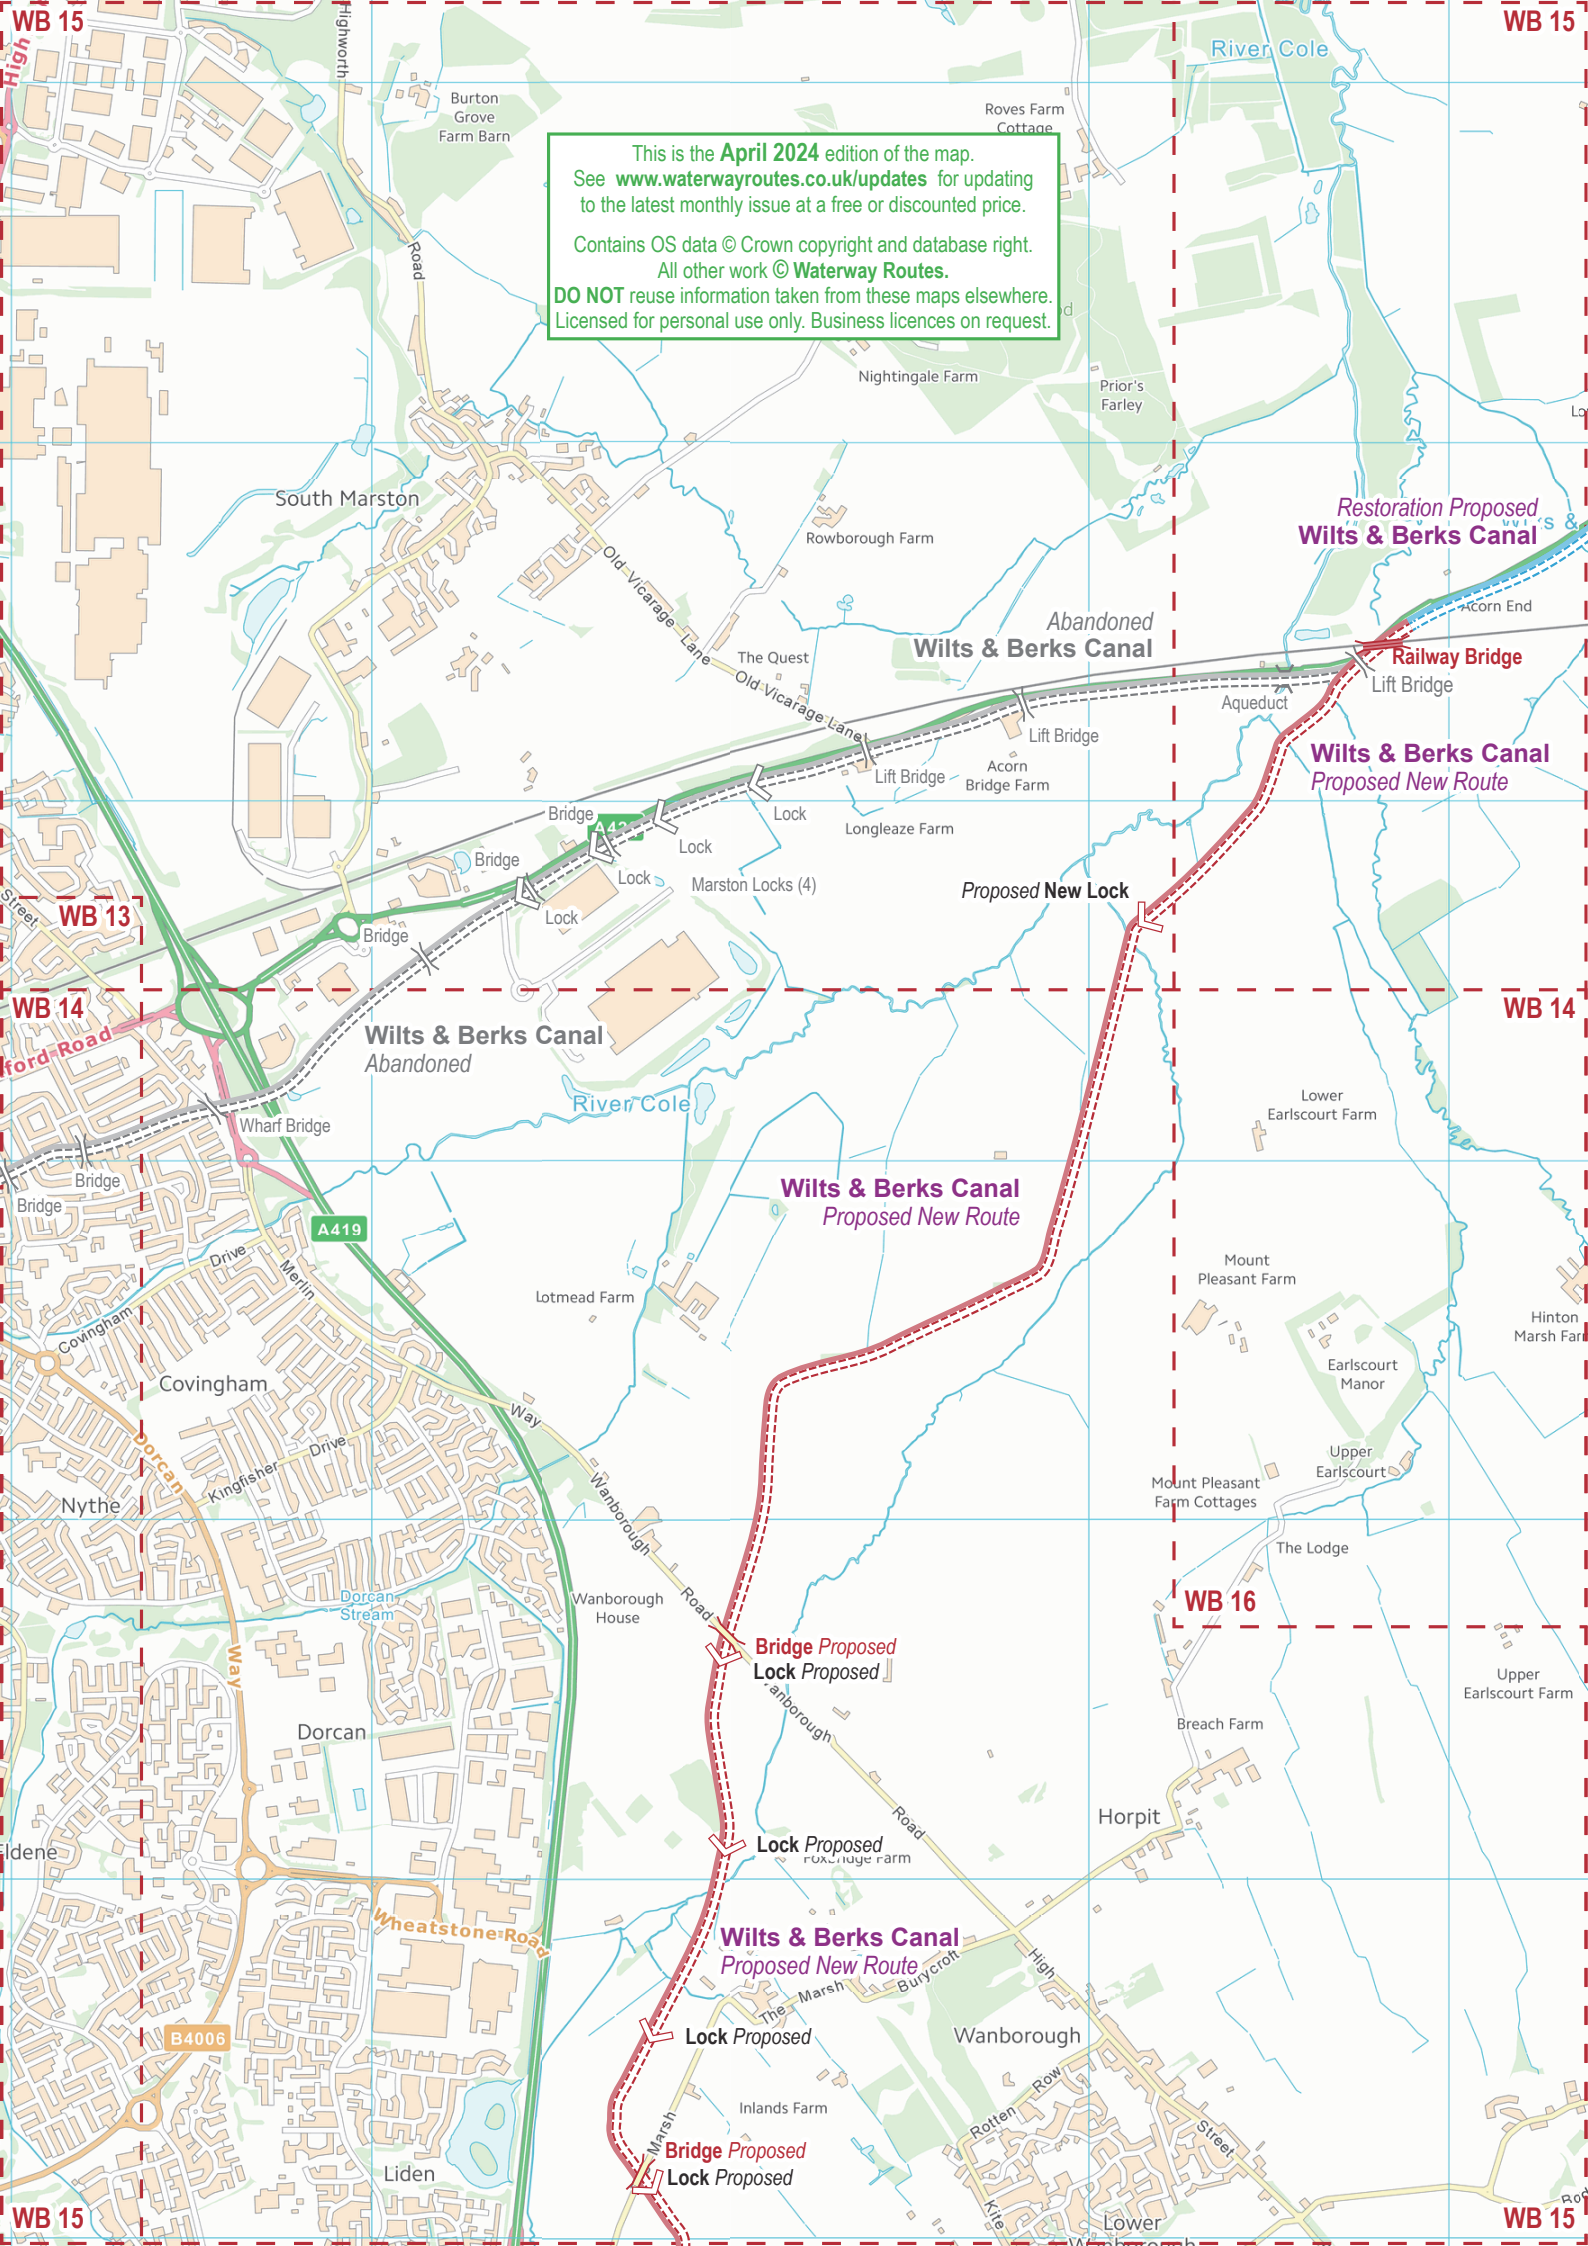 WB 15
WB 15
High
Highworth
River Cole
Burton
Grove
Farm Barn
Roves Farm
Cottage
This is the April 2024 edition of the map.
See www.waterwayroutes.co.uk/updates for updating
to the latest monthly issue at a free or discounted price.
Contains OS data © Crown copyright and database right.
All other work © Waterway Routes.
DO NOT reuse information taken from these maps elsewhere.
Licensed for personal use only. Business licences on request.
Road
Nightingale Farm
Prior's
Farley
South Marston
Restoration Proposed
Wilts & Berks Canal
Rowborough Farm
Old Vicarage Lane
Acorn End
Abandoned
Wilts & Berks Canal
The Quest
Old Vicarage Lane
Railway Bridge
Lift Bridge
Aqueduct
Lift Bridge
Wilts & Berks Canal
Proposed New Route
Acorn
Bridge Farm
Lift Bridge
Bridge
Lock
Longleaze Farm
Lock
Bridge
Lock
Marston Locks (4)
Proposed New Lock
Street
WB 13
Lock
Bridge
WB 14
WB 14
ford Road
Wilts & Berks Canal
Abandoned
River Cole
Lower
Earlscourt Farm
Wharf Bridge
Bridge
Bridge
Wilts & Berks Canal
Proposed New Route
A419
Drive
Merlin
Mount
Pleasant Farm
Lotmead Farm
Covingham
Hinton
Marsh Farm
Earlscourt
Manor
Covingham
Way
Dorcan
Drive
Kingfisher
Upper
Earlscourt
Mount Pleasant
Farm Cottages
Nythe
Wanborough
The Lodge
Dorcan
Stream
Wanborough
House
Road
WB 16
Bridge Proposed
Lock Proposed
Way
Upper
Earlscourt Farm
Wanborough
Dorcan
Breach Farm
Horpit
Road
Lock Proposed
Foxbridge Farm
Eldene
Wheatstone Road
Wilts & Berks Canal
Proposed New Route
High
The Marsh
Burycroft
B4006
Lock Proposed
Wanborough
Row
Rotten
Inlands Farm
Marsh
Street
Bridge Proposed
Lock Proposed
Liden
Kite
WB 15
Lower
Wanborough
WB 15